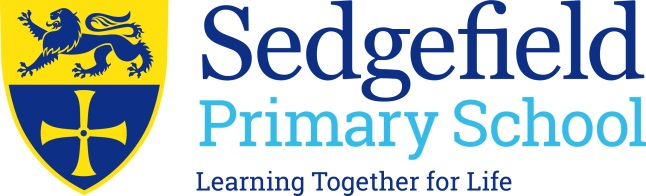 Sedgefield
Primary School
Learning Together for Life